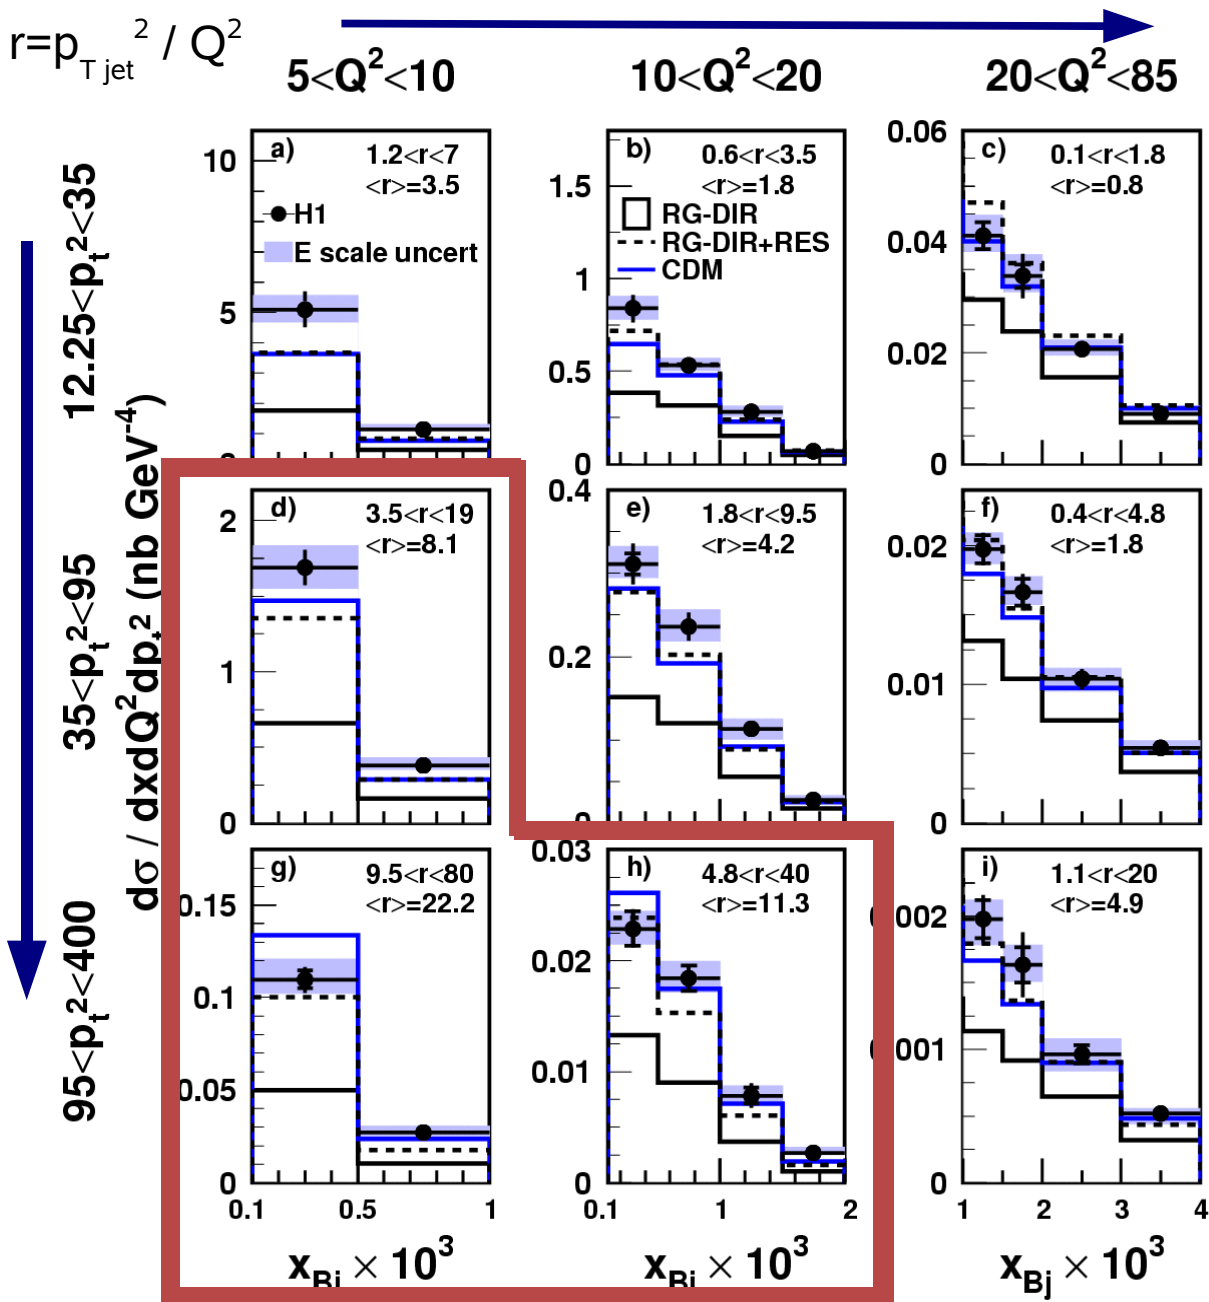 r=p_T jet^2 / Q^2
5<Q^2<10
10<Q^2<20
20<Q^2<85
12.25<p_t^2<35
35<p_t^2<95
95<p_t^2<400
dσ / dxdQ^2dp_t^2 (nb GeV^-4)
a)
1.2<r<7
<r>=3.5
H1
E scale uncert
10
5
b)
0.6<r<3.5
<r>=1.8
RG-DIR
RG-DIR+RES
CDM
1.5
1
0.5
0
c)
0.1<r<1.8
<r>=0.8
0.06
0.04
0.02
0
d)
3.5<r<19
<r>=8.1
2
1
0
e)
1.8<r<9.5
<r>=4.2
0.4
0.2
f)
0.4<r<4.8
<r>=1.8
0.02
0.01
0
g)
9.5<r<80
<r>=22.2
0.15
0.1
0.05
0
0.1 0.5 1
x_Bj × 10^3
h)
4.8<r<40
<r>=11.3
0.03
0.02
0.01
0
0.1 1 2
x_Bj × 10^3
i)
1.1<r<20
<r>=4.9
0.002
0.001
0
1 2 3 4
x_Bj × 10^3